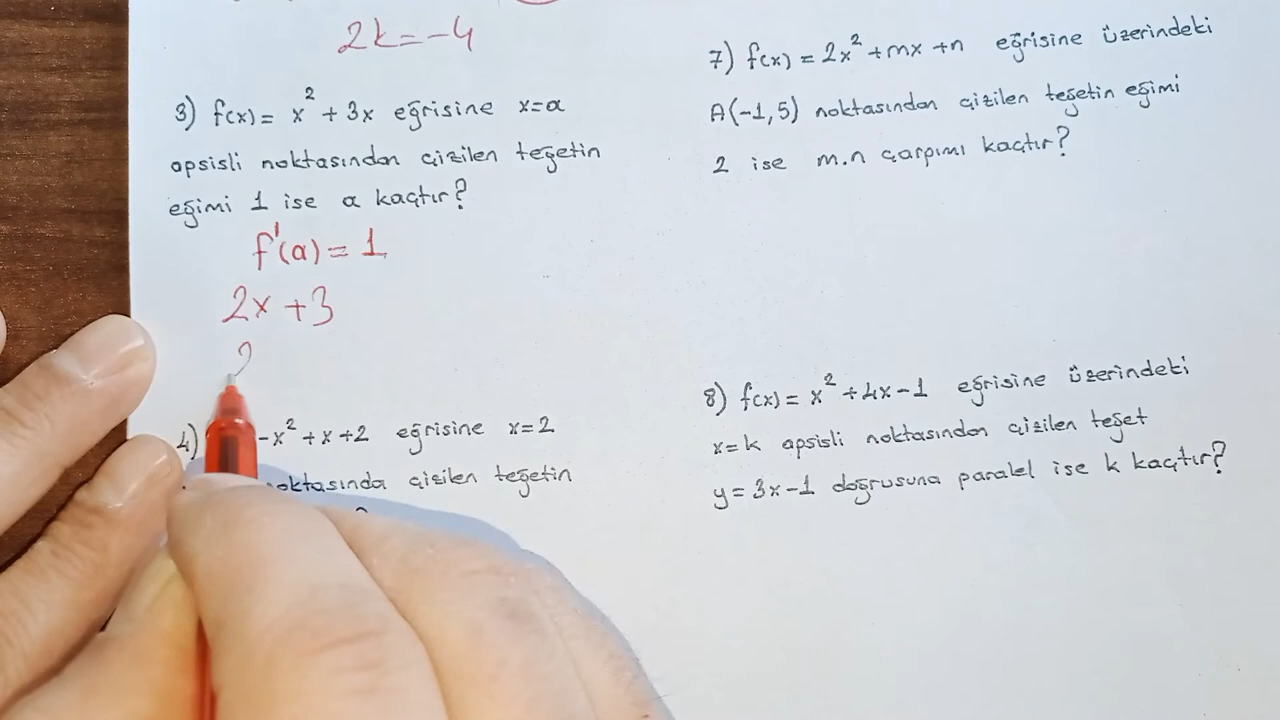 2k=-4
3) f(x) = x² + 3x eğrisine x=a
apsisli noktasından çizilen teğetin
eğimi 1 ise a kaçtır?
f'(a) = 1
2x + 3
2
4) -x² + x + 2 eğrisine x=2
noktasında çizilen teğetin
7) f(x) = 2x² + mx + n eğrisine üzerindeki
A(-1,5) noktasından çizilen teğetin eğimi
2 ise m.n çarpımı kaçtır?
8) f(x) = x² + 4x - 1 eğrisine üzerindeki
x=k apsisli noktasından çizilen teğet
y = 3x-1 doğrusuna paralel ise k kaçtır?